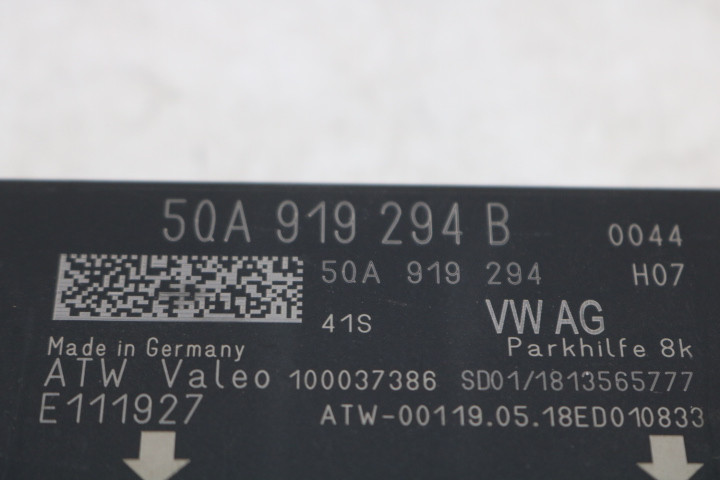 5QA 919 294 B 0044
5QA 919 294 H07
41S VW AG
Made in Germany Parkhilfe 8k
ATW Valeo 100037386 SD01/1813565777
E111927 ATW-00119.05.18ED010833